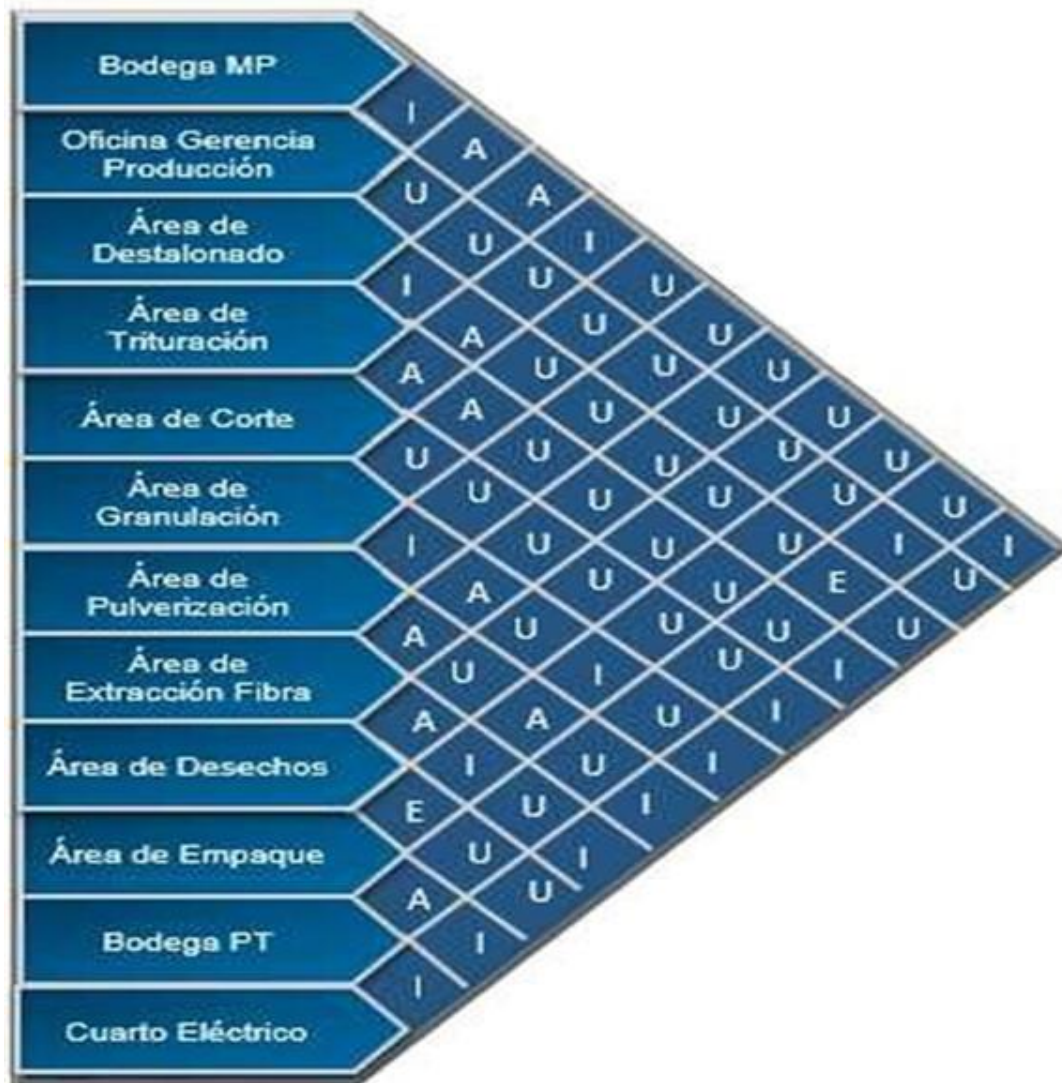 Bodega MP
Oficina Gerencia
Producción
Área de
Destalonado
Área de
Trituración
Área de Corte
Área de
Granulación
Área de
Pulverización
Área de
Extracción Fibra
Área de Desechos
Área de Empaque
Bodega PT
Cuarto Eléctrico
I A A I U U U U U U I
U U U U U U U U I U
I A U U U U U E U
A A U U U U U I
U U U U U U I
I A U I U I
A U A U I
A I U I
E U U
A I
I